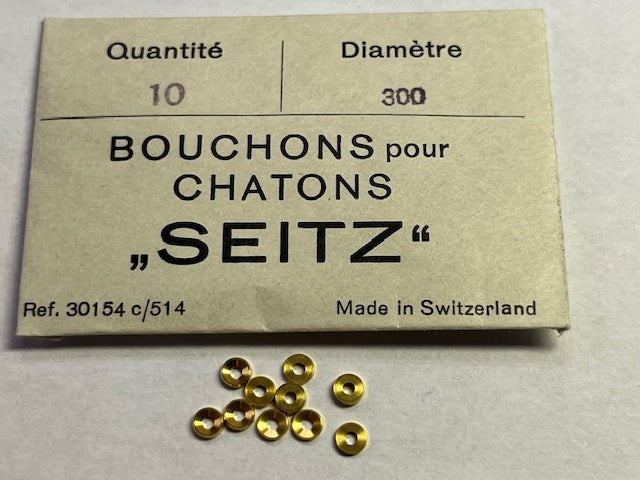 Quantité Diamètre
10 300
BOUCHONS pour
CHATONS
„SEITZ“
Ref. 30154 c/514 Made in Switzerland